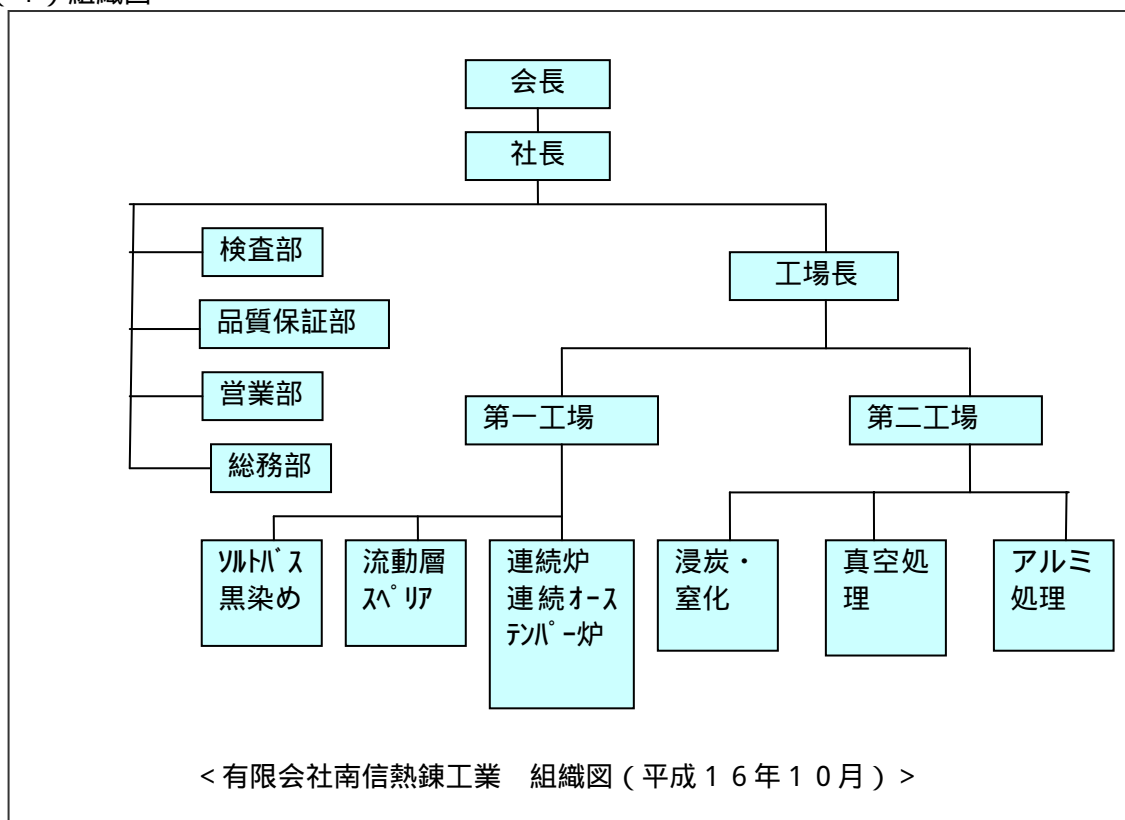 会長
社長
検査部
工場長
品質保証部
営業部
第一工場
第二工場
総務部
ｿﾙﾄﾊﾞｽ
黒染め
流動層
ｽﾍﾟﾘｱ
連続炉
連続ｵｰｽ
ﾃﾝﾊﾟｰ炉
浸炭・
窒化
真空処
理
アルミ
処理
＜有限会社南信熱錬工業　組織図（平成１６年１０月）＞